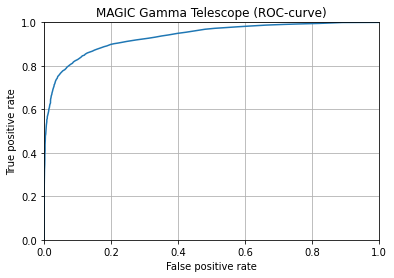 MAGIC Gamma Telescope (ROC-curve)
1.0
0.8
0.6
0.4
0.2
0.0
True positive rate
0.0 0.2 0.4 0.6 0.8 1.0
False positive rate